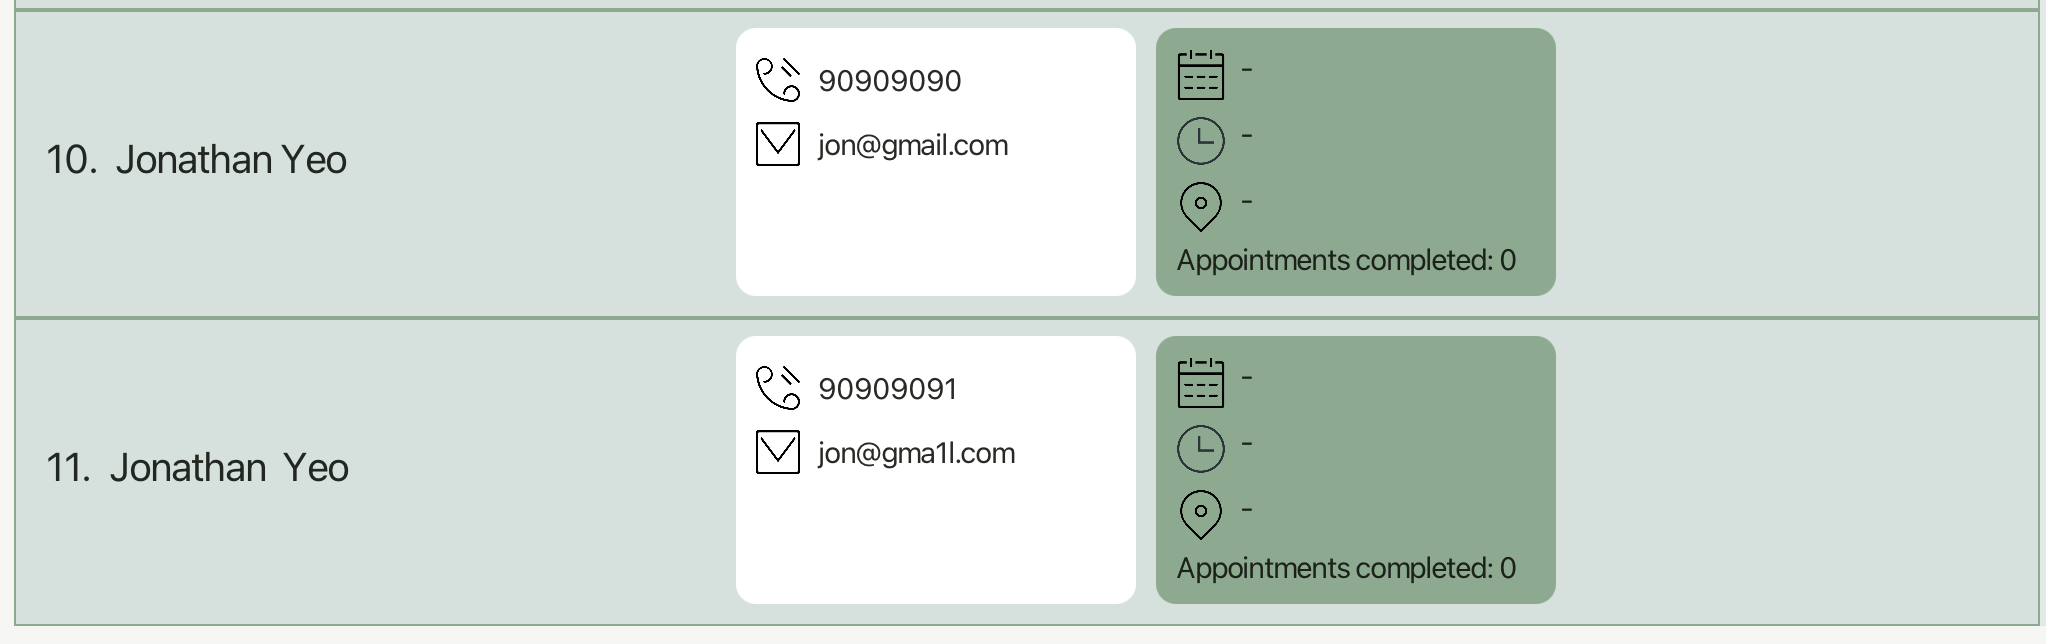 10. Jonathan Yeo
90909090
jon@gmail.com
-
-
-
Appointments completed: 0
11. Jonathan  Yeo
90909091
jon@gma1l.com
-
-
-
Appointments completed: 0